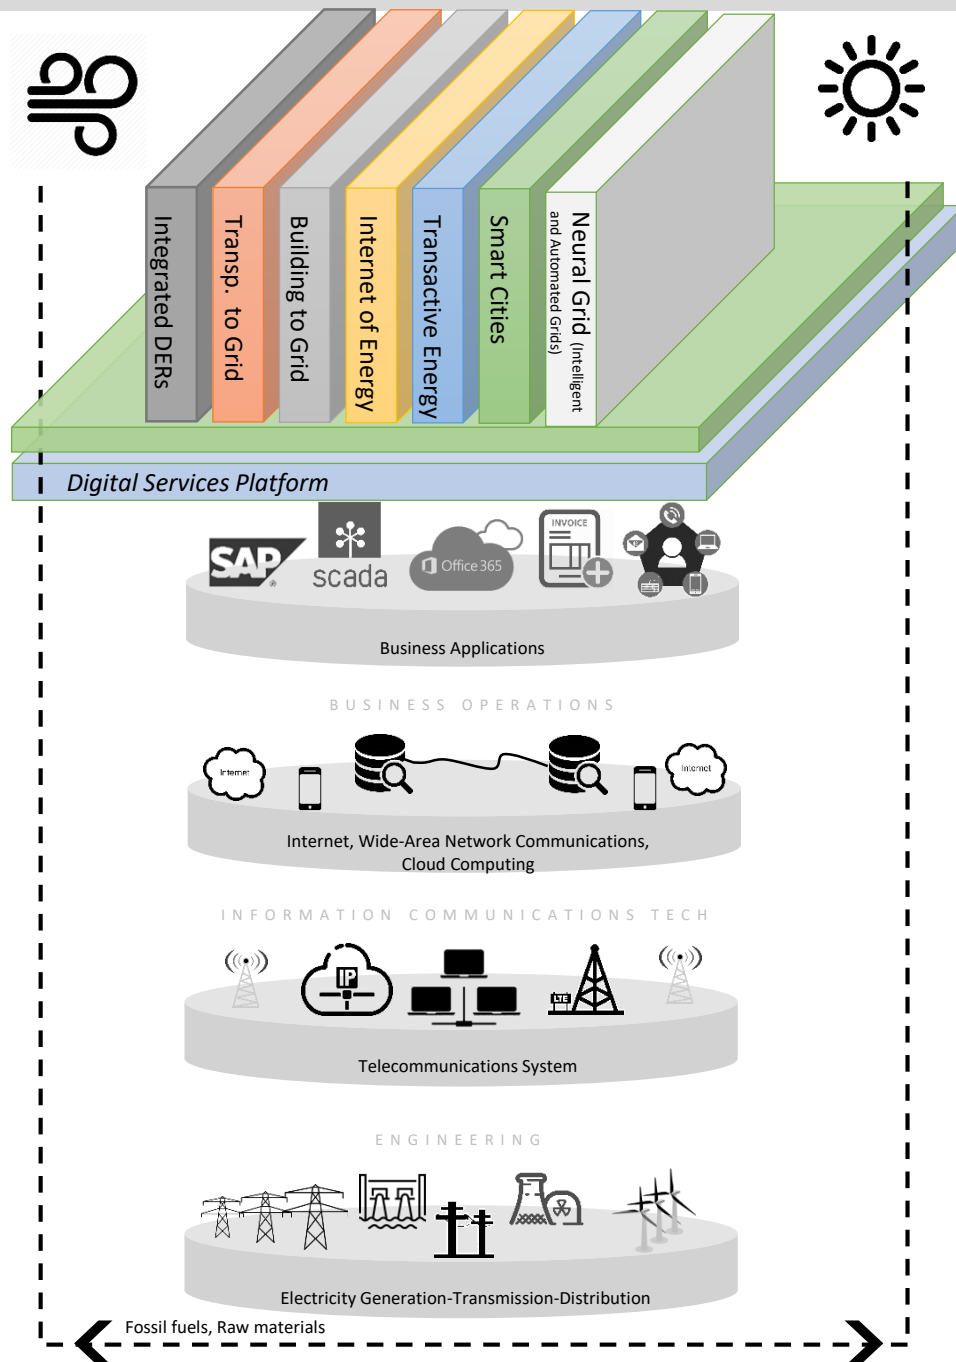 Integrated DERs
Transp. to Grid
Building to Grid
Internet of Energy
Transactive Energy
Smart Cities
Neural Grid (Intelligent
and Automated Grids)
Digital Services Platform
SAP
®
scada
Office 365
INVOICE
Business Applications
BUSINESS OPERATIONS
Internet
Internet
Internet, Wide-Area Network Communications,
Cloud Computing
INFORMATION COMMUNICATIONS TECH
IP
LTE
Telecommunications System
ENGINEERING
Electricity Generation-Transmission-Distribution
Fossil fuels, Raw materials